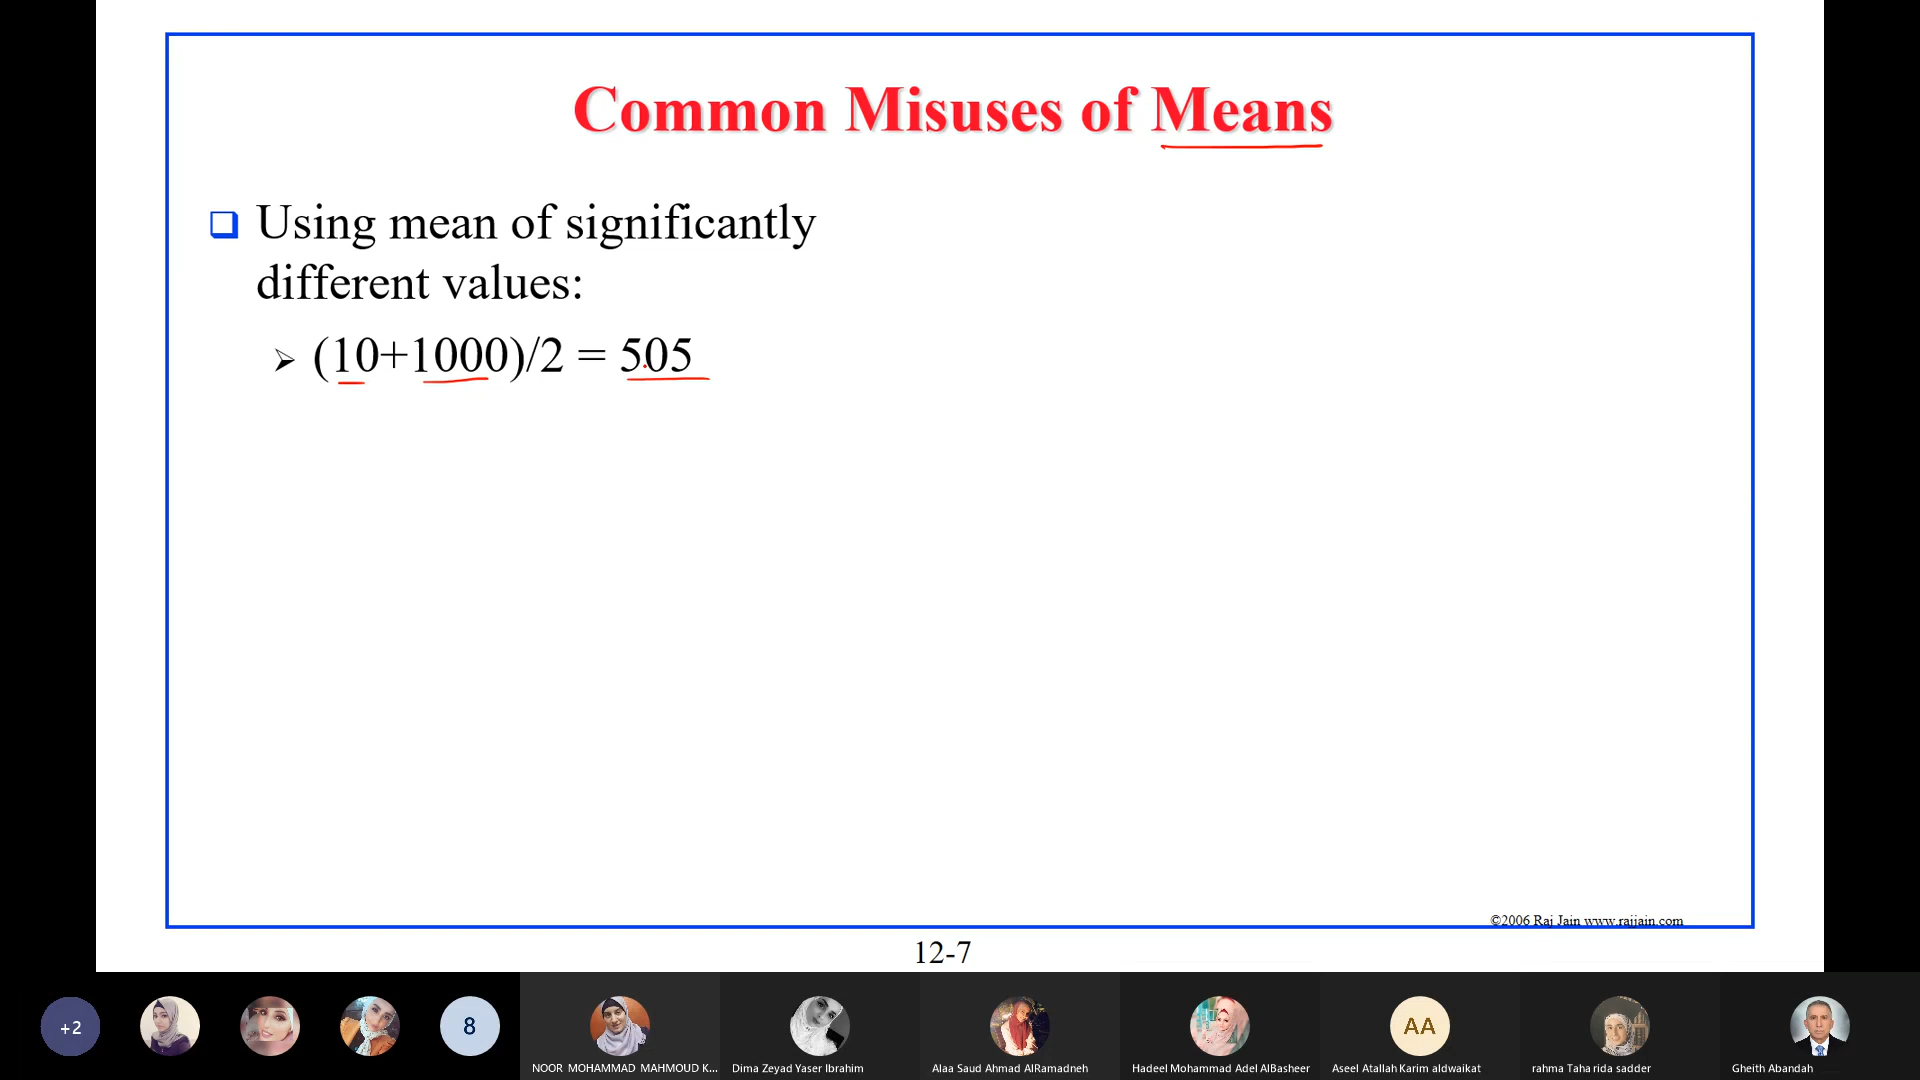 Common Misuses of Means
❑ Using mean of significantly
different values:
➢ (10+1000)/2 = 505
©2006 Raj Jain www.rajjain.com
12-7
+2
8
AA
NOOR MOHAMMAD MAHMOUD K...
Dima Zeyad Yaser Ibrahim
Alaa Saud Ahmad AlRamadneh
Hadeel Mohammad Adel AlBasheer
Aseel Atallah Karim aldwaikat
rahma Taha rida sadder
Gheith Abandah